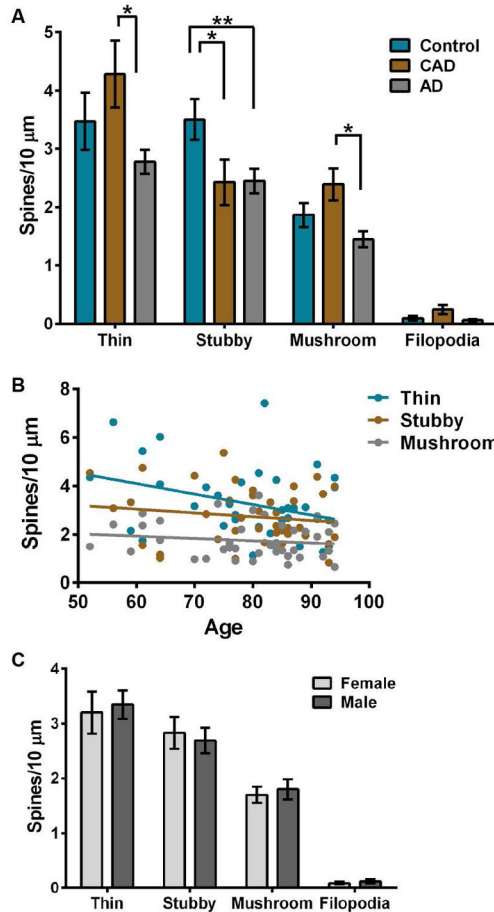 A
*
**
*
*
Control
CAD
AD
Spines/10 µm
5
4
3
2
1
0
Thin Stubby Mushroom Filopodia
B
Thin
Stubby
Mushroom
Spines/10 µm
8
6
4
2
0
50 60 70 80 90 100
Age
C
Female
Male
Spines/10 µm
4
3
2
1
0
Thin Stubby Mushroom Filopodia